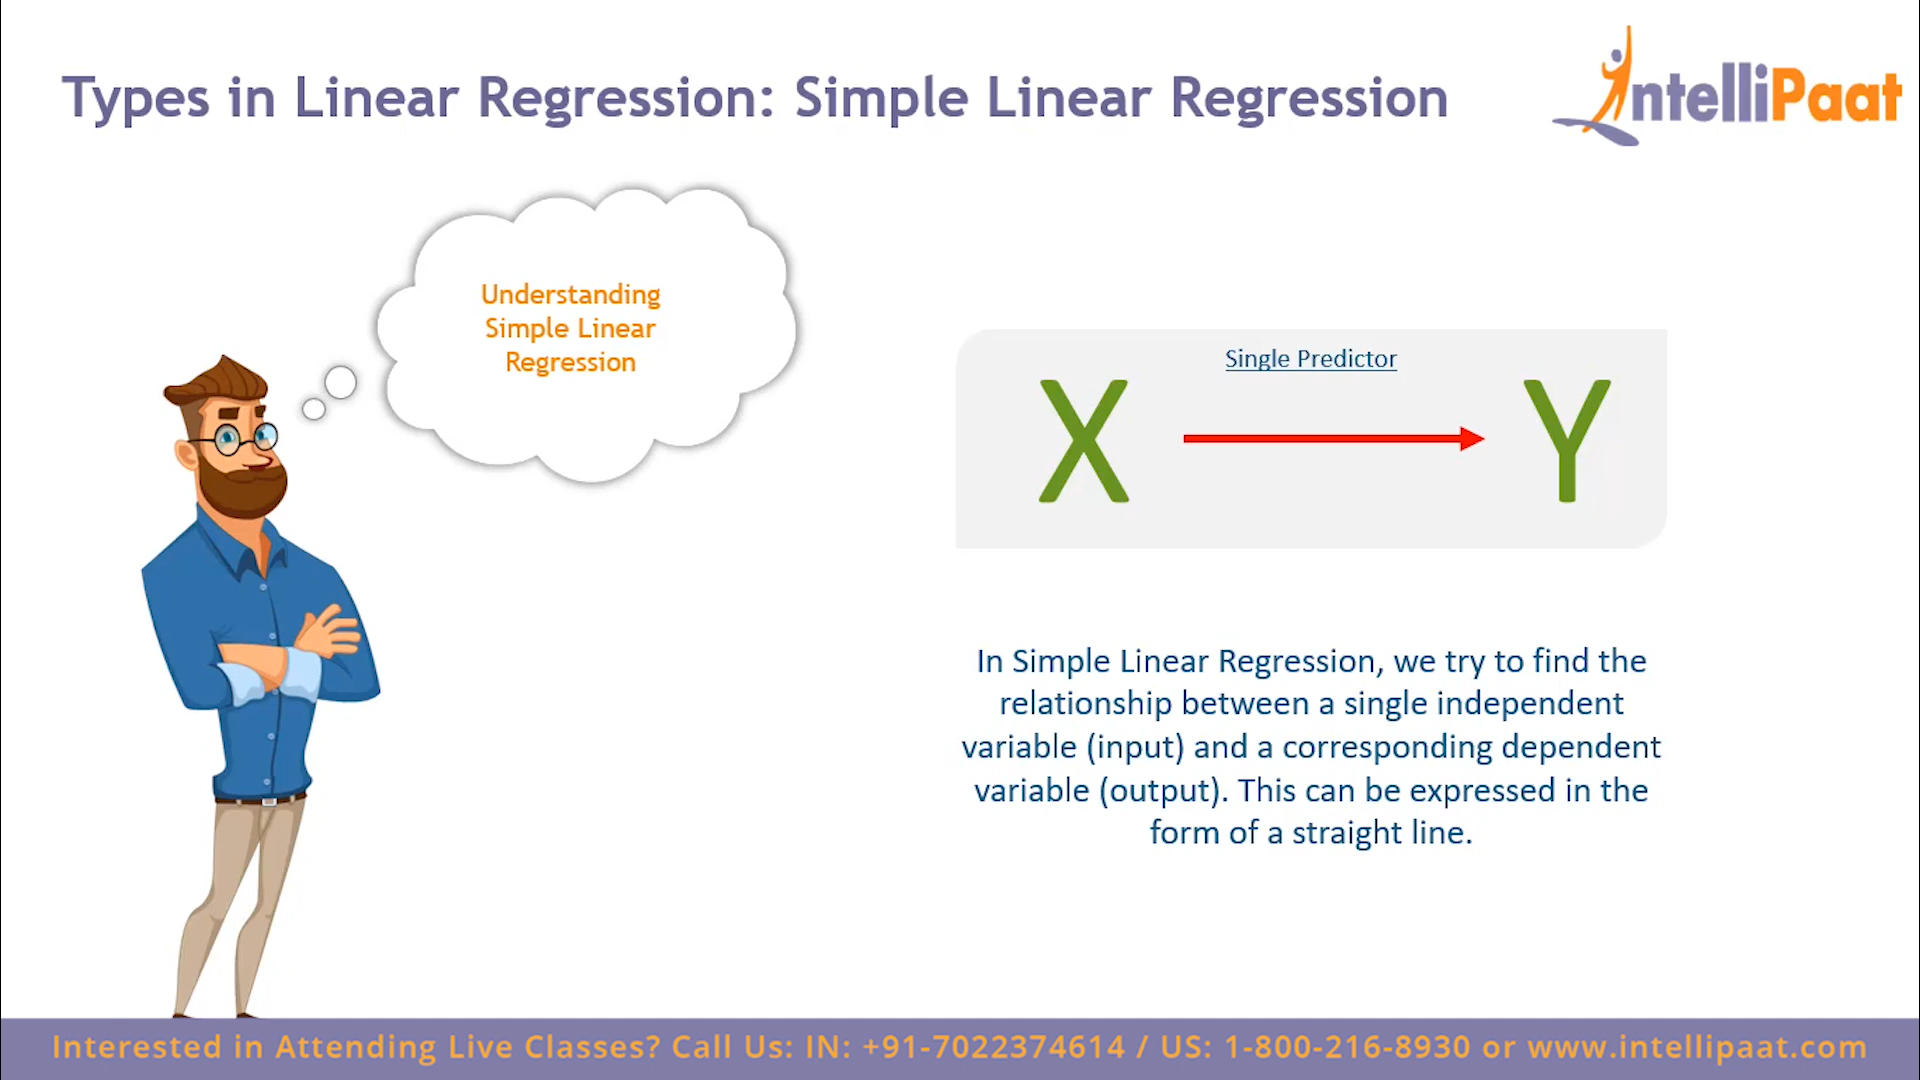 Types in Linear Regression: Simple Linear Regression
IntelliPaat
Understanding
Simple Linear
Regression
Single Predictor
X
Y
In Simple Linear Regression, we try to find the
relationship between a single independent
variable (input) and a corresponding dependent
variable (output). This can be expressed in the
form of a straight line.
Interested in Attending Live Classes? Call Us: IN: +91-7022374614 / US: 1-800-216-8930 or www.intellipaat.com